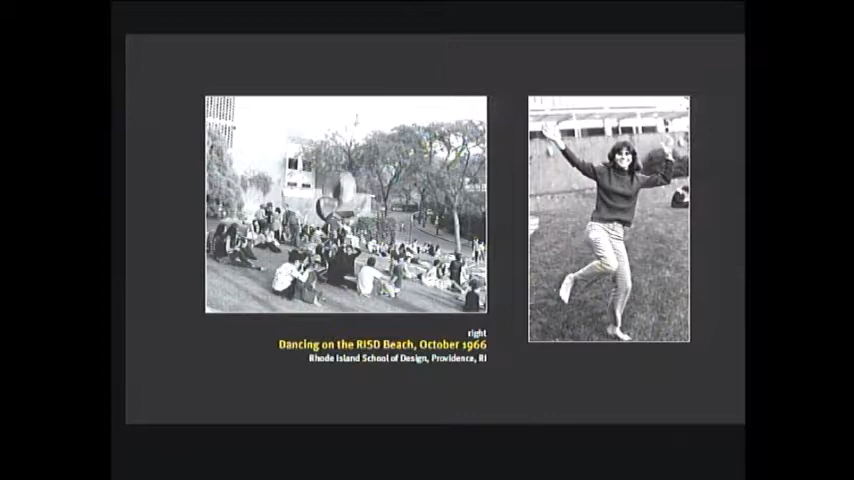 right
Dancing on the RISD Beach, October 1966
Rhode Island School of Design, Providence, RI